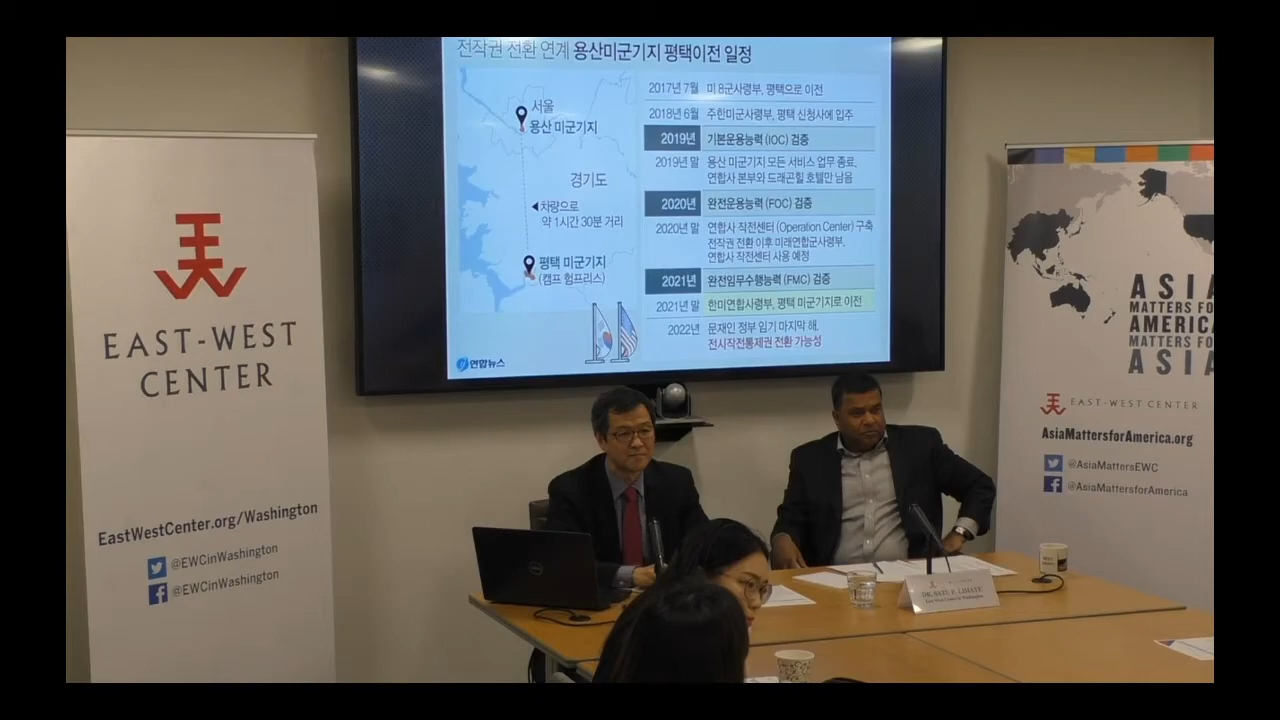 전작권 전환 연계 용산미군기지 평택이전 일정
서울
용산 미군기지
경기도
차량으로
약 1시간 30분 거리
평택 미군기지
(캠프 험프리스)
연합뉴스
2017년 7월 미 8군사령부, 평택으로 이전
2018년 6월 주한미군사령부, 평택 신청사에 입주
2019년 기본운용능력 (IOC) 검증
2019년 말 용산 미군기지 모든 서비스 업무 종료,
연합사 본부와 드래곤힐 호텔만 남음
2020년 완전운용능력 (FOC) 검증
2020년 말 연합사 작전센터 (Operation Center) 구축
전작권 전환 이후 미래연합군사령부,
연합사 작전센터 사용 예정
2021년 완전임무수행능력 (FMC) 검증
2021년 말 한미연합사령부, 평택 미군기지로 이전
2022년 문재인 정부 임기 마지막 해,
전시작전통제권 전환 가능성
EAST-WEST
CENTER
EastWestCenter.org/Washington
@EWCinWashington
@EWCinWashington
ASIA
MATTERS FOR
AMERICA
MATTERS FOR
ASIA
EAST-WEST CENTER
AsiaMattersforAmerica.org
@AsiaMattersEWC
@AsiaMattersforAmerica
DELL
DR. SATU P. LIMAYE
East-West Center in Washington